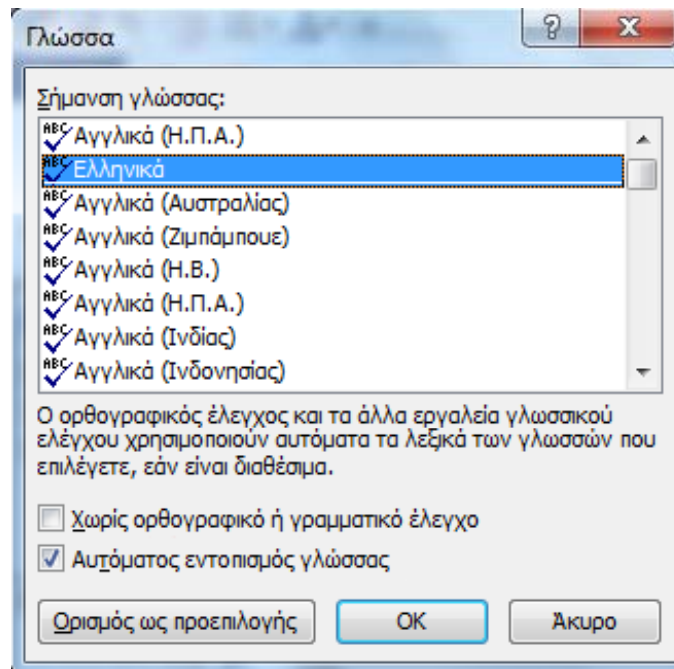 Γλώσσα
Σήμανση γλώσσας:
Αγγλικά (Η.Π.Α.)
Ελληνικά
Αγγλικά (Αυστραλίας)
Αγγλικά (Ζιμπάμπουε)
Αγγλικά (Η.Β.)
Αγγλικά (Η.Π.Α.)
Αγγλικά (Ινδίας)
Αγγλικά (Ινδονησίας)
Ο ορθογραφικός έλεγχος και τα άλλα εργαλεία γλωσσικού
ελέγχου χρησιμοποιούν αυτόματα τα λεξικά των γλωσσών που
επιλέγετε, εάν είναι διαθέσιμα.
Χωρίς ορθογραφικό ή γραμματικό έλεγχο
Αυτόματος εντοπισμός γλώσσας
Ορισμός ως προεπιλογής OK Άκυρο